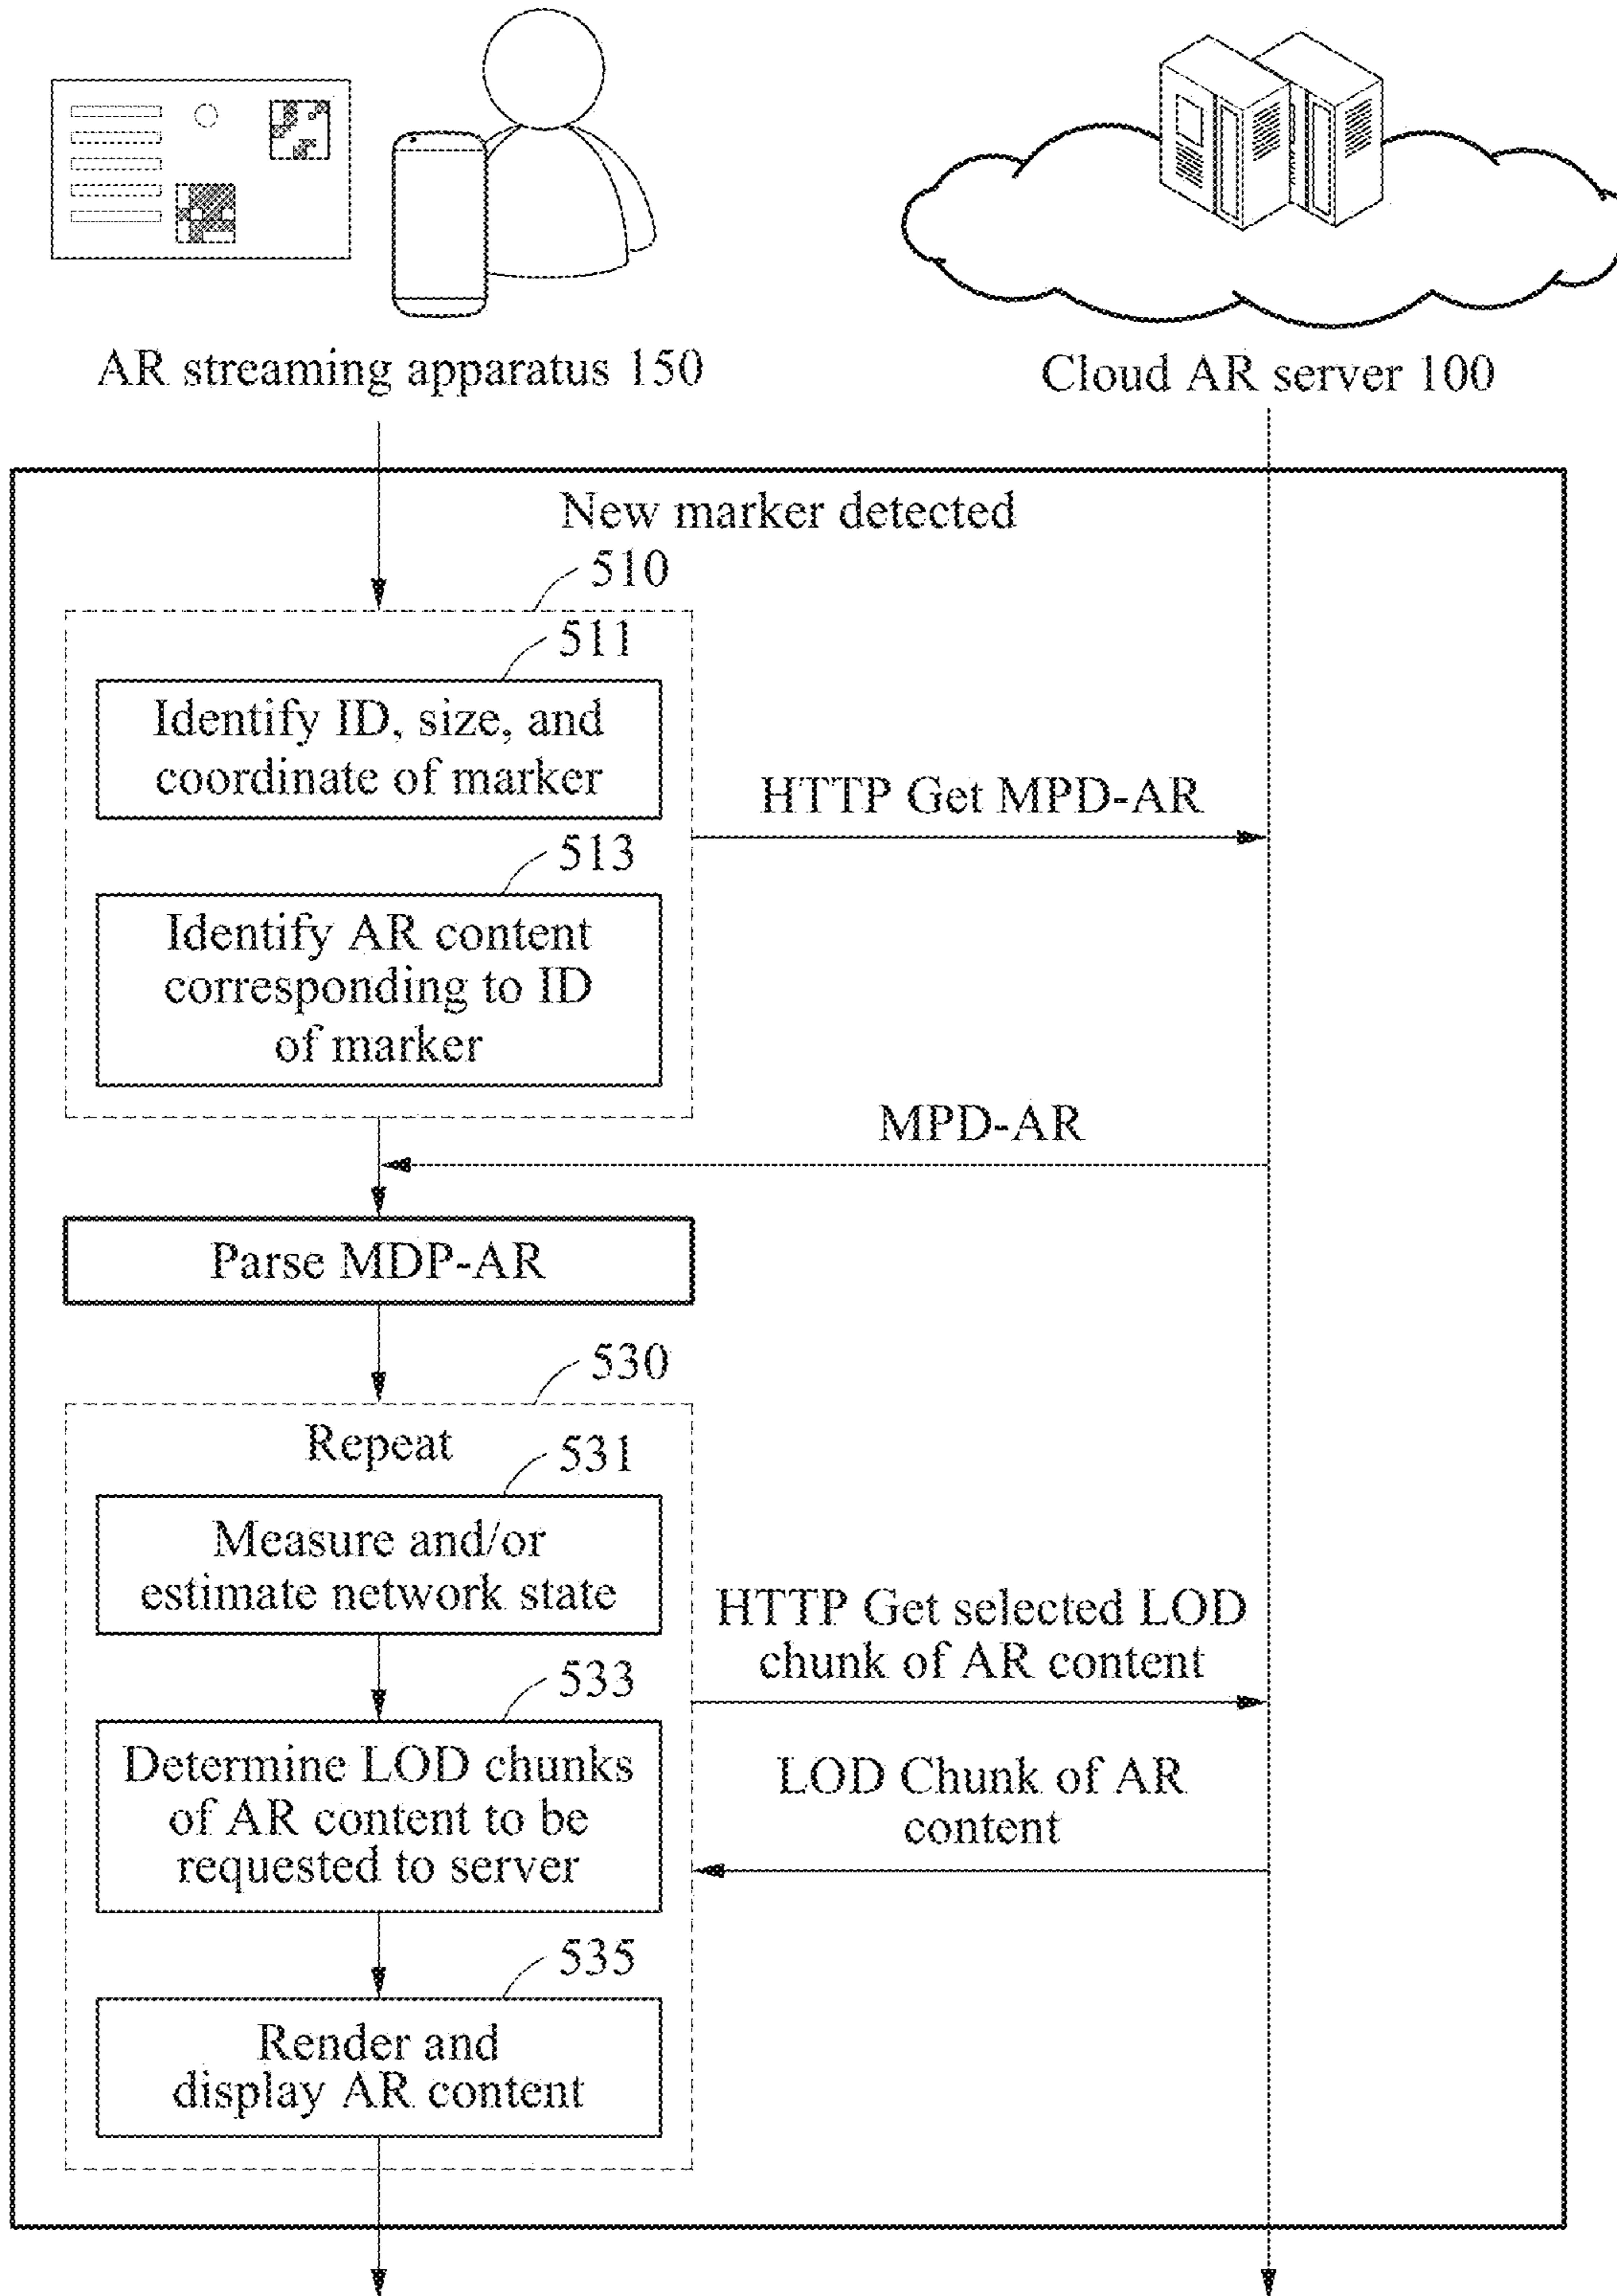 AR streaming apparatus 150
Cloud AR server 100
New marker detected
510
511
Identify ID, size, and
coordinate of marker
HTTP Get MPD-AR
513
Identify AR content
corresponding to ID
of marker
MPD-AR
Parse MDP-AR
530
Repeat
531
Measure and/or
estimate network state
HTTP Get selected LOD
chunk of AR content
533
Determine LOD chunks
of AR content to be
requested to server
LOD Chunk of AR
content
535
Render and
display AR content